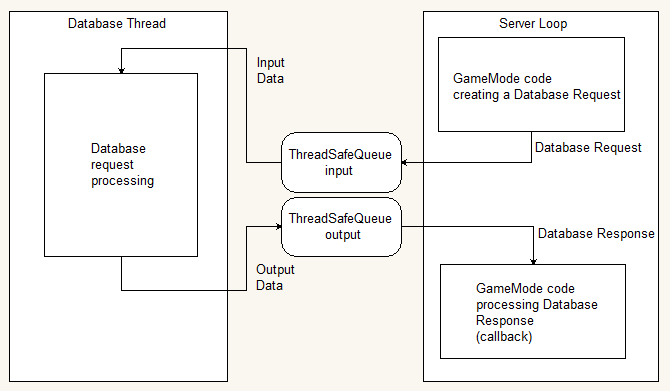 Database Thread
Server Loop
Input
Data
GameMode code
creating a Database Request
Database
request
processing
ThreadSafeQueue
input
Database Request
ThreadSafeQueue
output
Database Response
Output
Data
GameMode code
processing Database
Response
(callback)